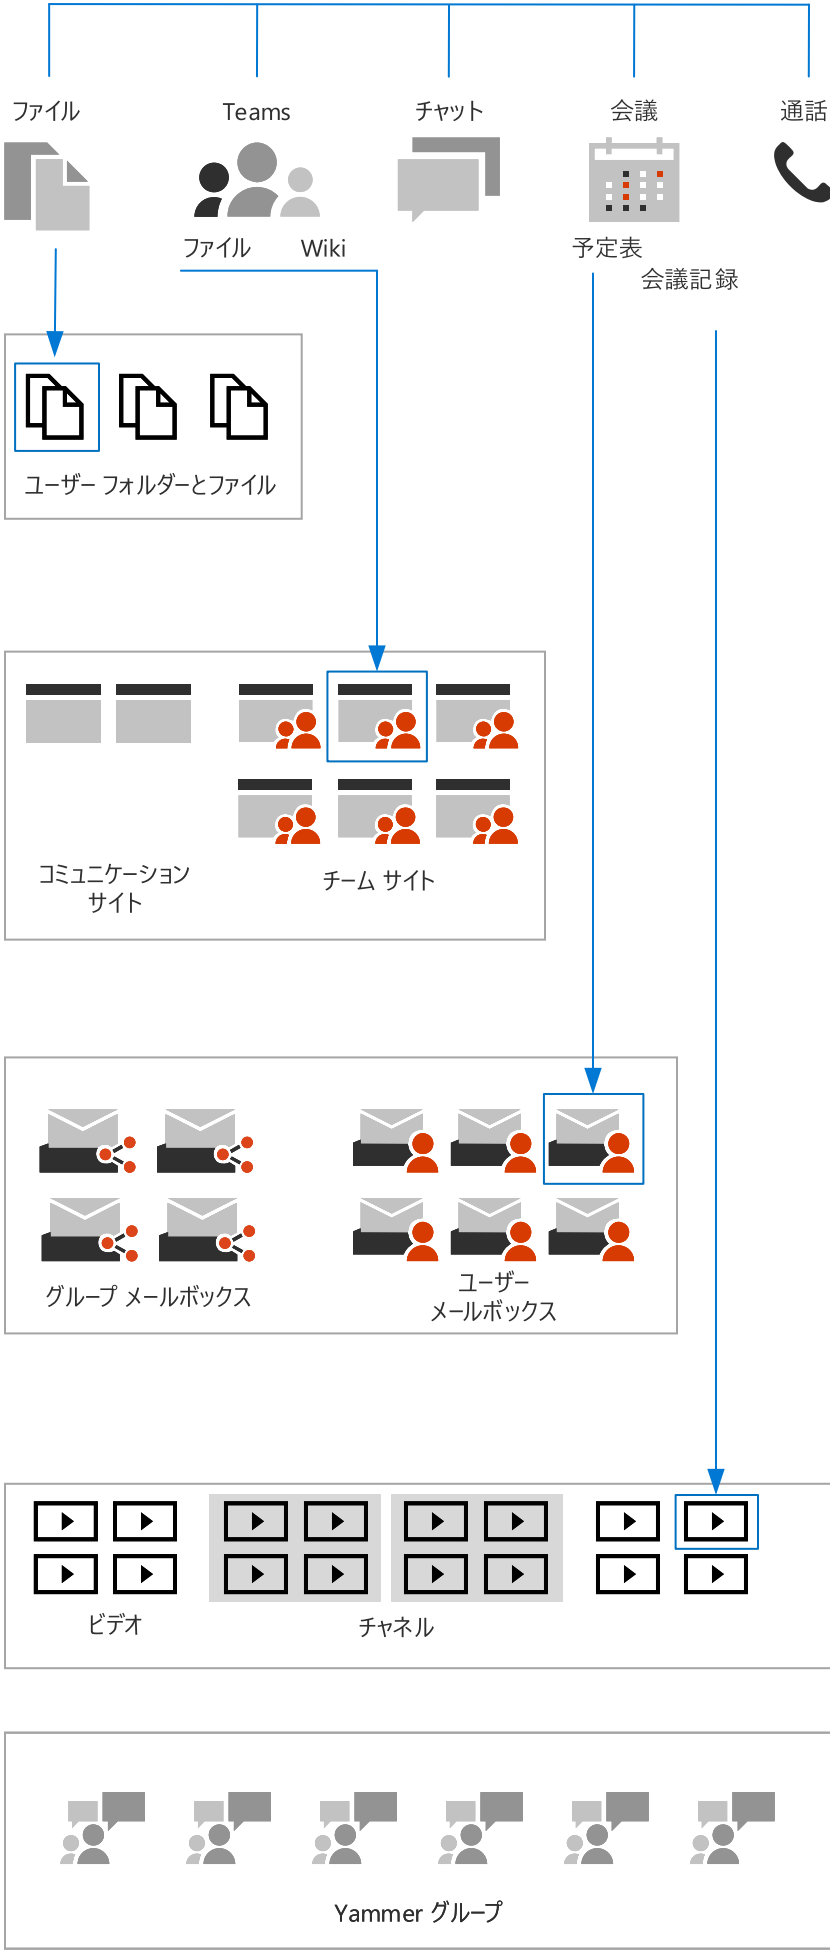 ファイル
Teams
チャット
会議
通話
ファイル
Wiki
予定表
会議記録
ユーザー フォルダーとファイル
コミュニケーション
サイト
チーム サイト
グループ メールボックス
ユーザー
メールボックス
ビデオ
チャネル
Yammer グループ